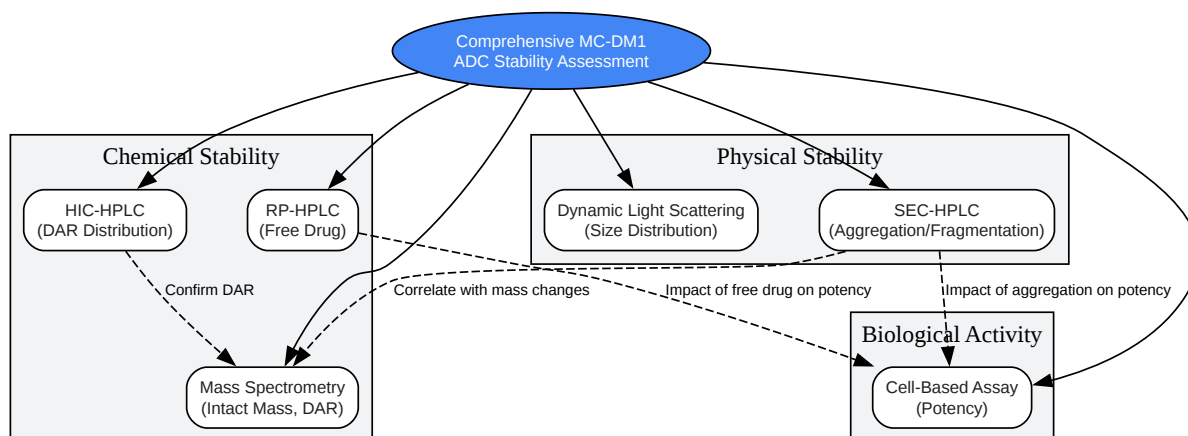 Comprehensive MC-DM1
ADC Stability Assessment
Chemical Stability
Physical Stability
HIC-HPLC
(DAR Distribution)
RP-HPLC
(Free Drug)
Dynamic Light Scattering
(Size Distribution)
SEC-HPLC
(Aggregation/Fragmentation)
Confirm DAR
Correlate with mass changes
Impact of free drug on potency
Impact of aggregation on potency
Biological Activity
Mass Spectrometry
(Intact Mass, DAR)
Cell-Based Assay
(Potency)